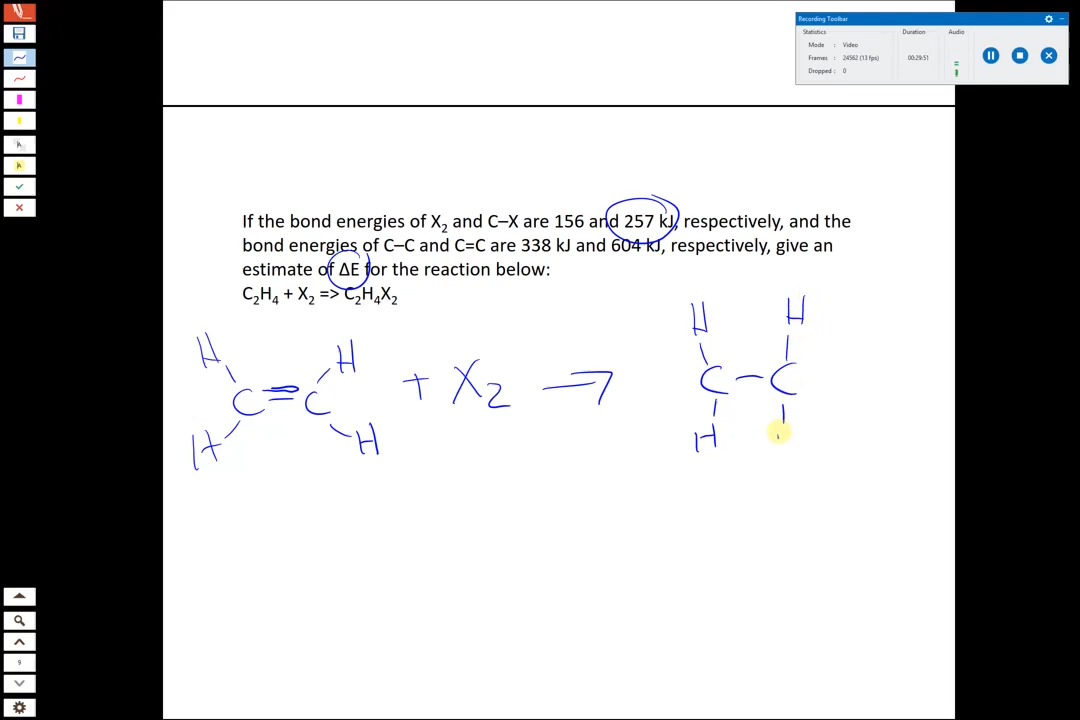 Recording Toolbar
Statistics
Duration
Audio
Mode : Video
Frames : 24562 (13 fps)
00:29:51
Dropped : 0
If the bond energies of X₂ and C–X are 156 and 257 kJ, respectively, and the
bond energies of C–C and C=C are 338 kJ and 604 kJ, respectively, give an
estimate of ΔE for the reaction below:
C₂H₄ + X₂ => C₂H₄X₂
H H H H
C = C + X₂ → C – C
H H H
9